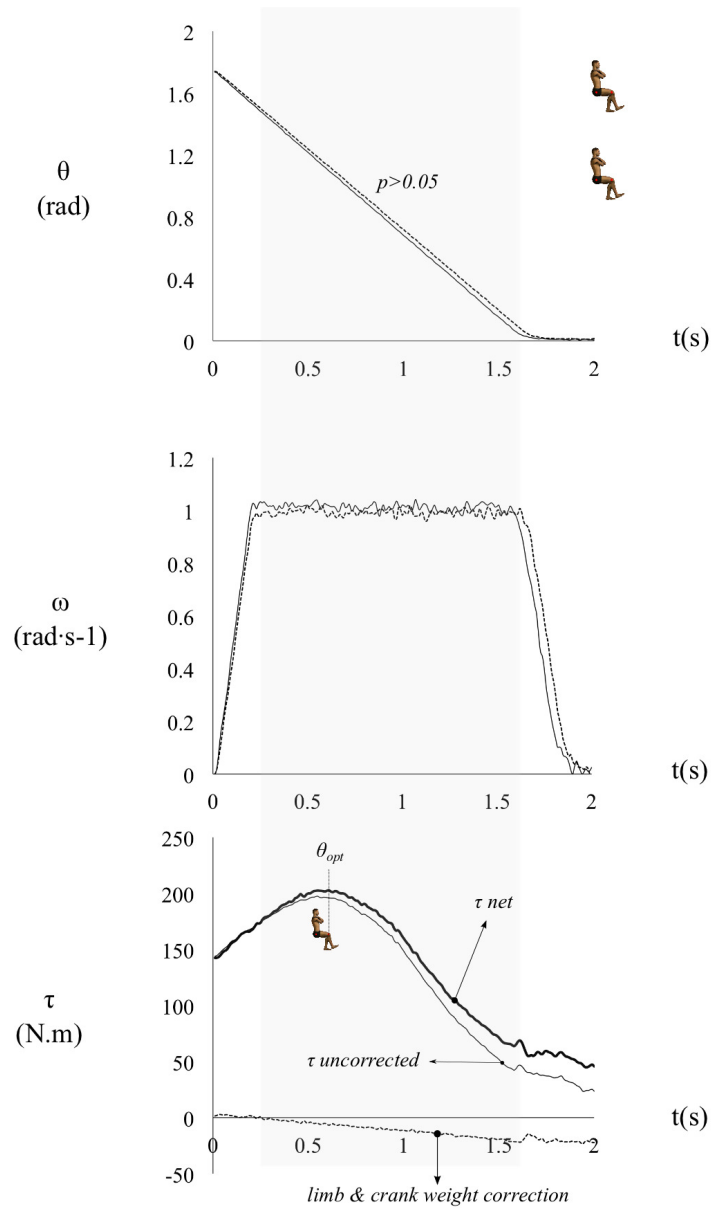 2
1.6
1.2
0.8
0.4
0
θ
(rad)
p>0.05
0 0.5 1 1.5 2
t(s)
1.2
1
0.8
0.6
0.4
0.2
0
ω
(rad·s-1)
0 0.5 1 1.5 2
t(s)
250
200
150
100
50
0
-50
τ
(N.m)
θopt
τ net
τ uncorrected
0 0.5 1 1.5 2
t(s)
limb & crank weight correction